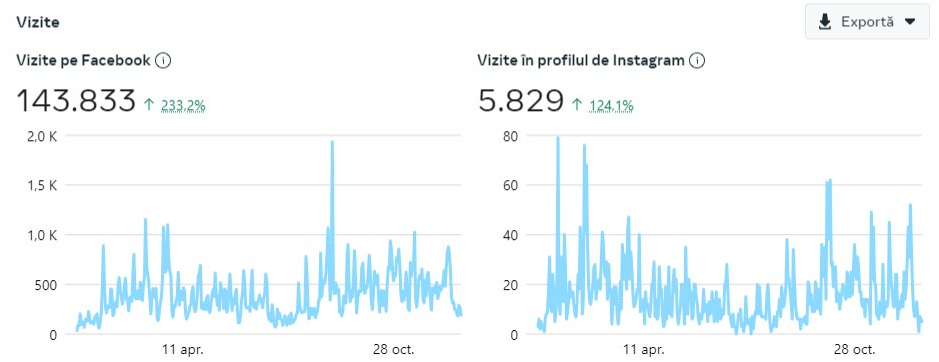 Vizite
Exportă
Vizite pe Facebook
143.833 ↑ 233,2%
2,0 K
1,5 K
1,0 K
500
0
11 apr.
28 oct.
Vizite în profilul de Instagram
5.829 ↑ 124,1%
80
60
40
20
0
11 apr.
28 oct.